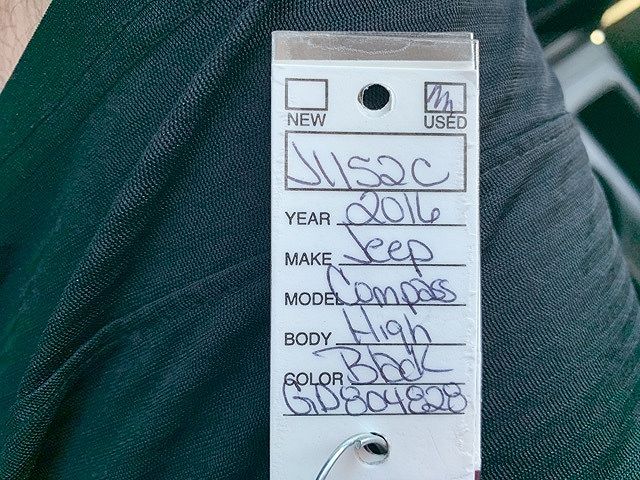 NEW USED
J1152C
YEAR 2016
MAKE Jeep
MODEL Compass
BODY High
COLOR Black
GD804828